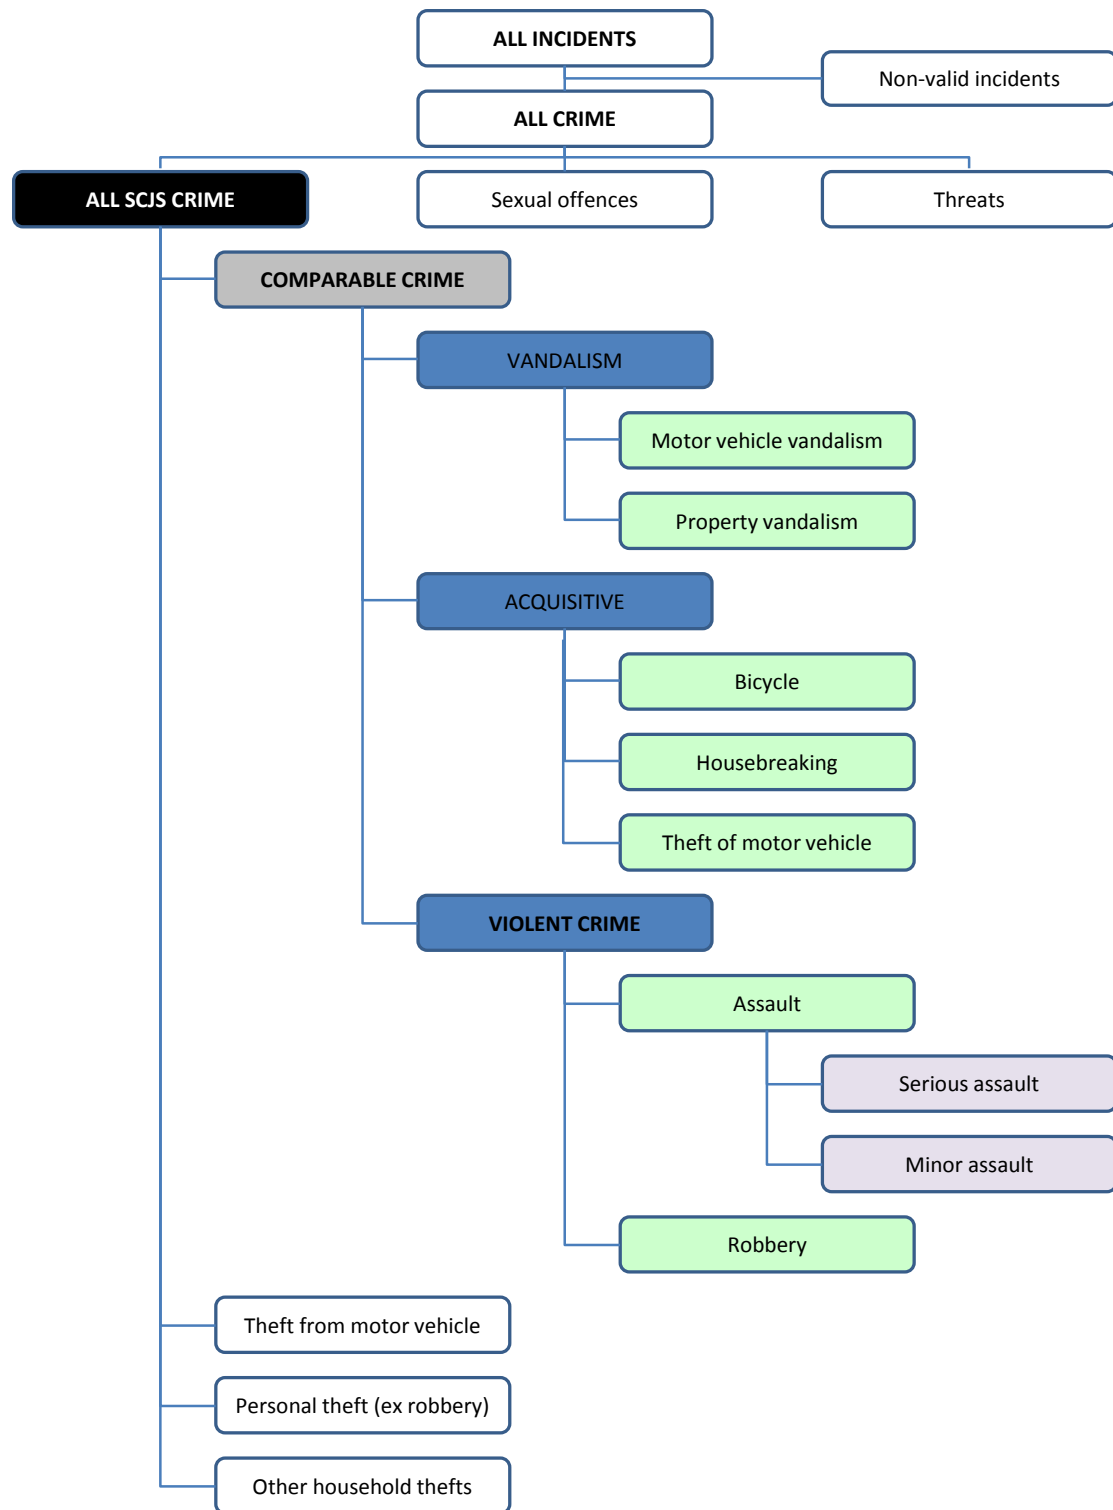 ALL INCIDENTS
Non-valid incidents
ALL CRIME
ALL SCJS CRIME
Sexual offences
Threats
COMPARABLE CRIME
VANDALISM
Motor vehicle vandalism
Property vandalism
ACQUISITIVE
Bicycle
Housebreaking
Theft of motor vehicle
VIOLENT CRIME
Assault
Serious assault
Minor assault
Robbery
Theft from motor vehicle
Personal theft (ex robbery)
Other household thefts